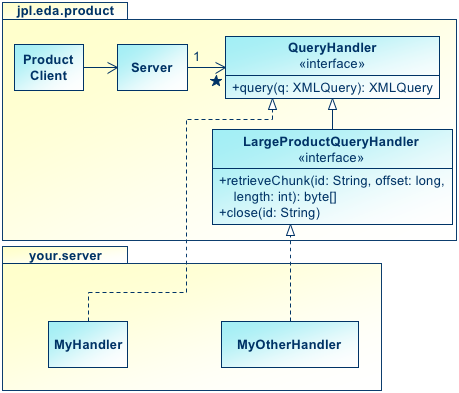 jpl.eda.product
Product
Client
Server
1
★
QueryHandler
«interface»
+query(q: XMLQuery): XMLQuery
LargeProductQueryHandler
«interface»
+retrieveChunk(id: String, offset: long,
length: int): byte[]
+close(id: String)
your.server
MyHandler
MyOtherHandler